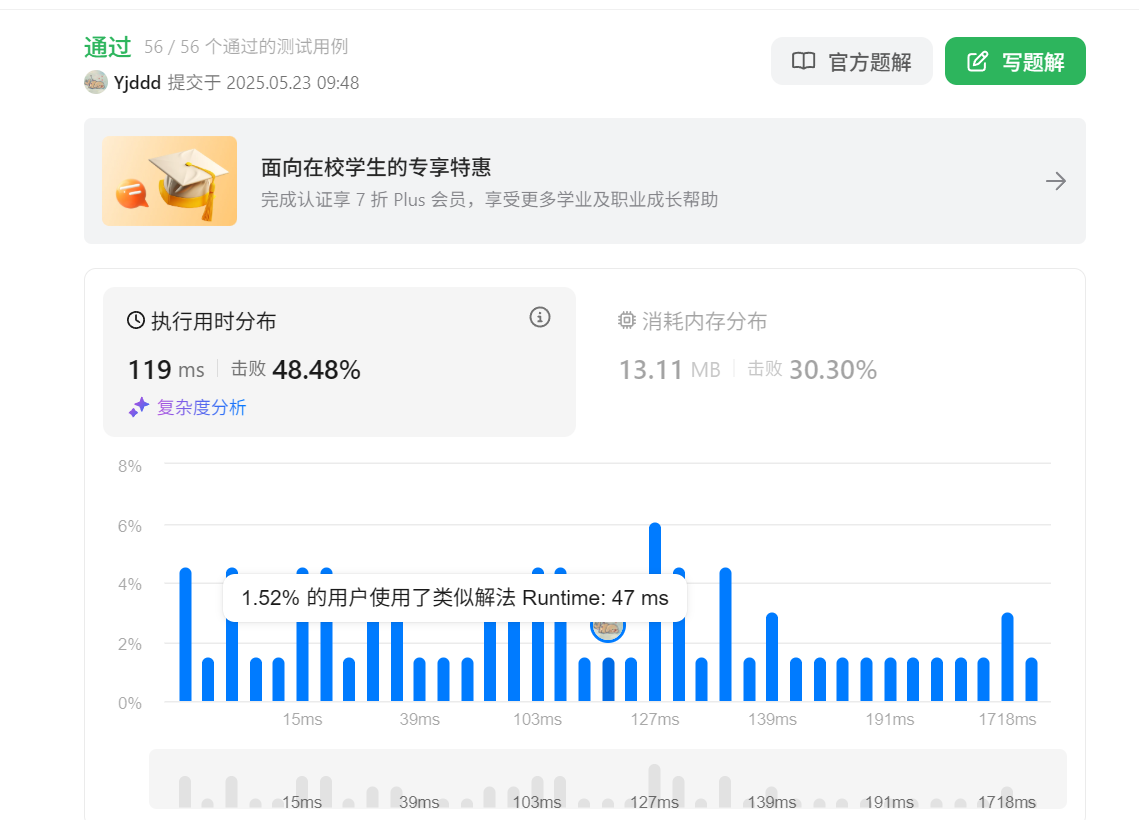 通过 56 / 56 个通过的测试用例
Yjddd 提交于 2025.05.23 09:48
官方题解
写题解
面向在校学生的专享特惠
完成认证享 7 折 Plus 会员，享受更多学业及职业成长帮助
执行用时分布
119 ms 击败 48.48%
复杂度分析
消耗内存分布
13.11 MB 击败 30.30%
8%
6%
4%
2%
0%
1.52% 的用户使用了类似解法 Runtime: 47 ms
15ms 39ms 103ms 127ms 139ms 191ms 1718ms
15ms 39ms 103ms 127ms 139ms 191ms 1718ms